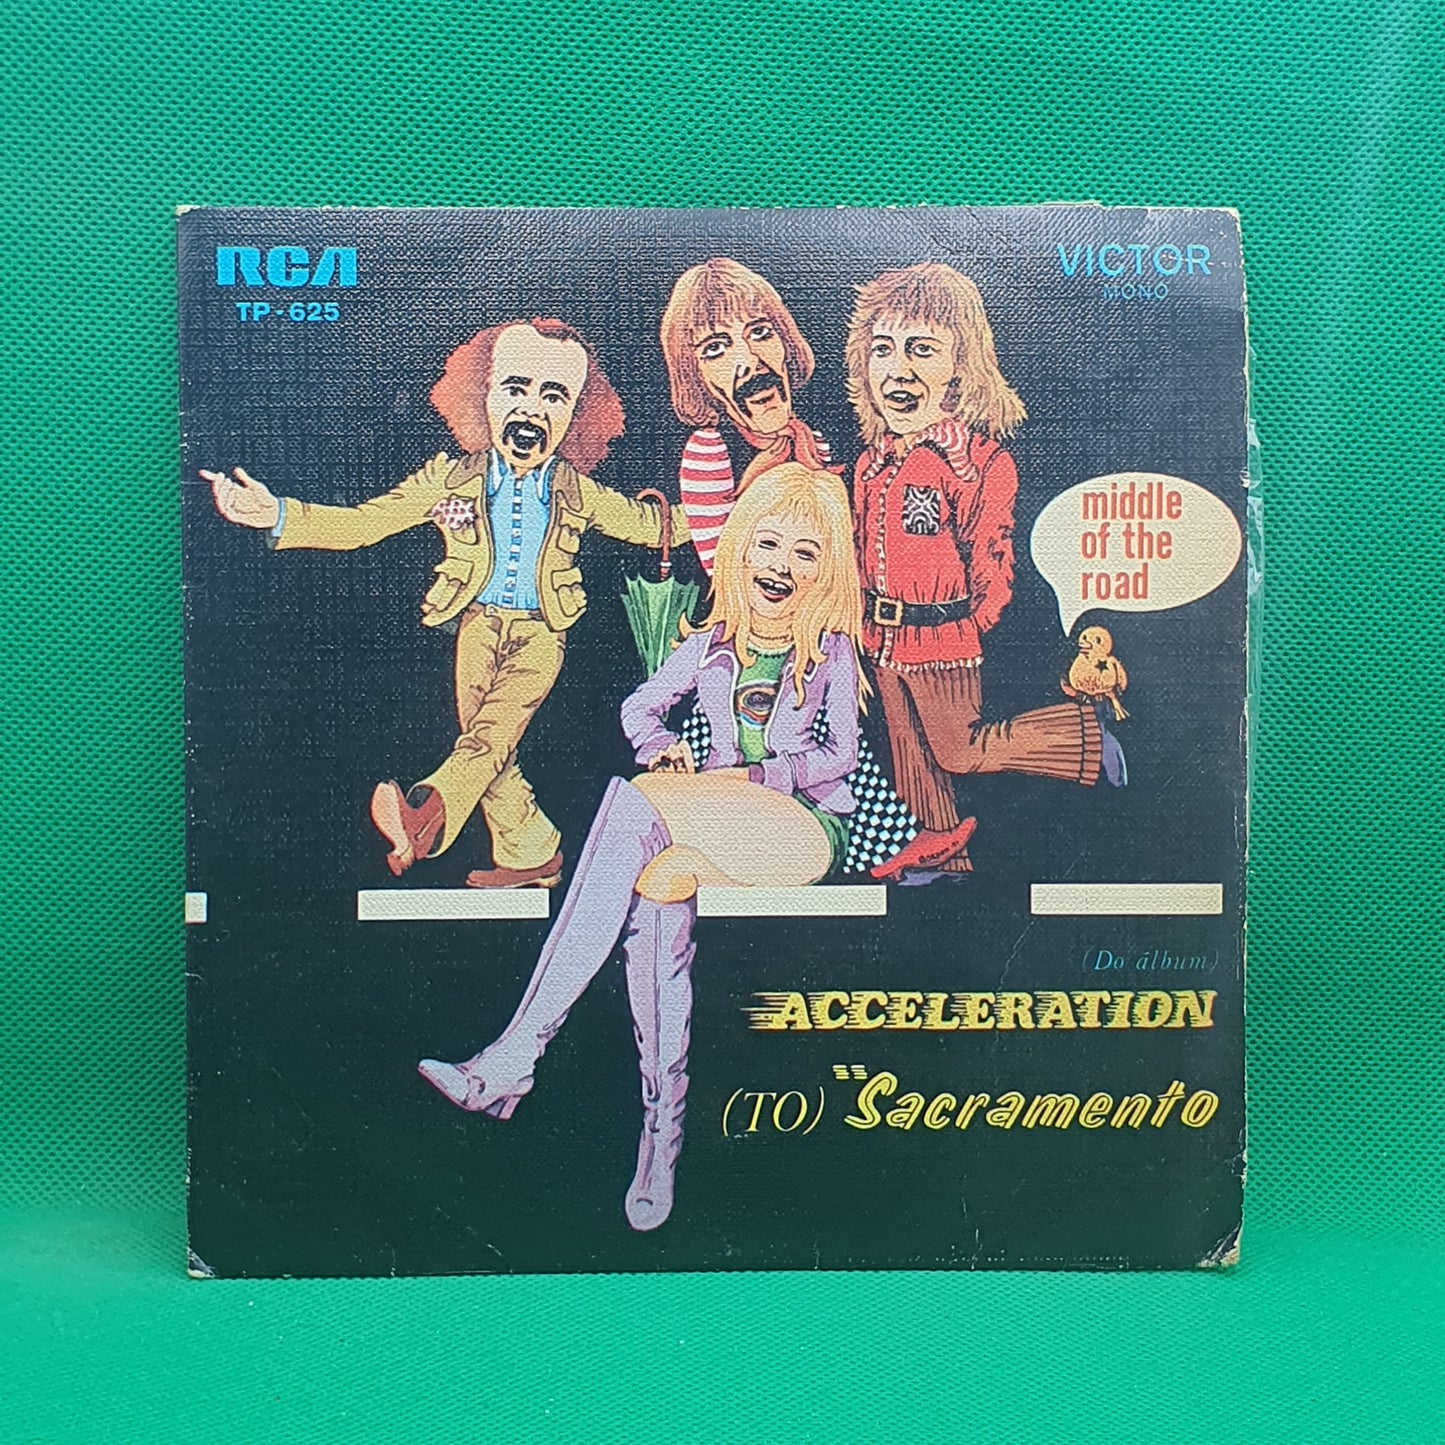 RCA
TP - 625
VICTOR
MONO
middle
of the
road
(Do álbum)
ACCELERATION
(TO) "Sacramento